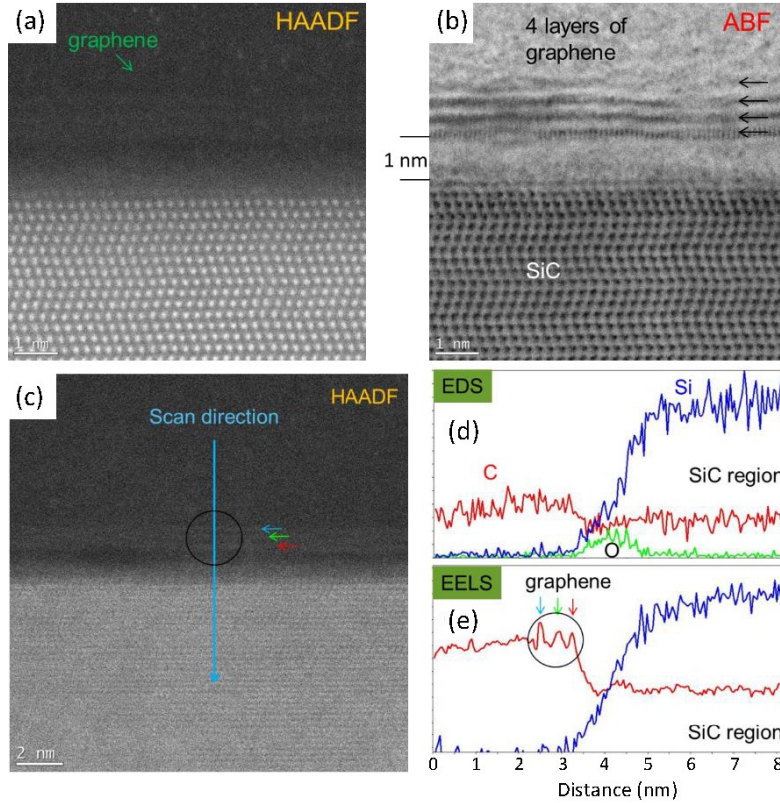 (a)
HAADF
graphene
1 nm
(b)
4 layers of
graphene
ABF
1 nm
SiC
1 nm
(c)
HAADF
Scan direction
2 nm
EDS
Si
(d)
SiC region
C
O
EELS
graphene
(e)
SiC region
0 1 2 3 4 5 6 7 8
Distance (nm)